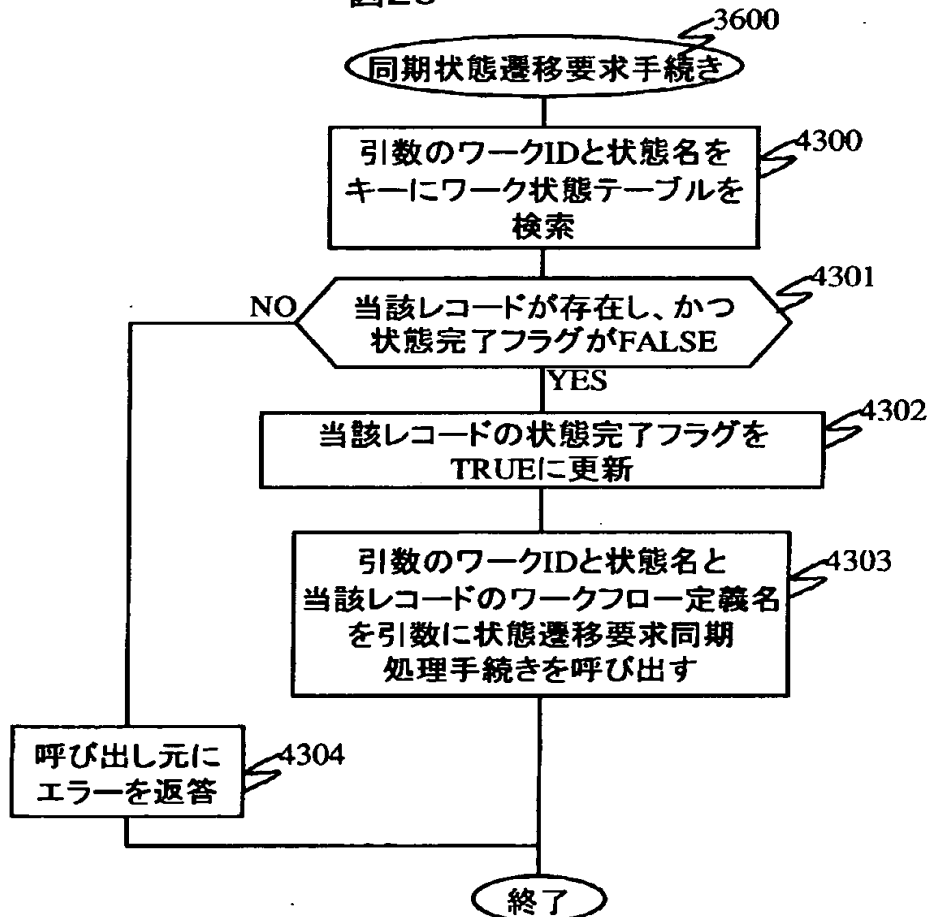 3600
同期状態遷移要求手続き
引数のワークIDと状態名を
キーにワーク状態テーブルを
検索
4300
4301
NO
当該レコードが存在し、かつ
状態完了フラグがFALSE
YES
4302
当該レコードの状態完了フラグを
TRUEに更新
引数のワークIDと状態名と
当該レコードのワークフロー定義名
を引数に状態遷移要求同期
処理手続きを呼び出す
4303
呼び出し元に
エラーを返答
4304
終了